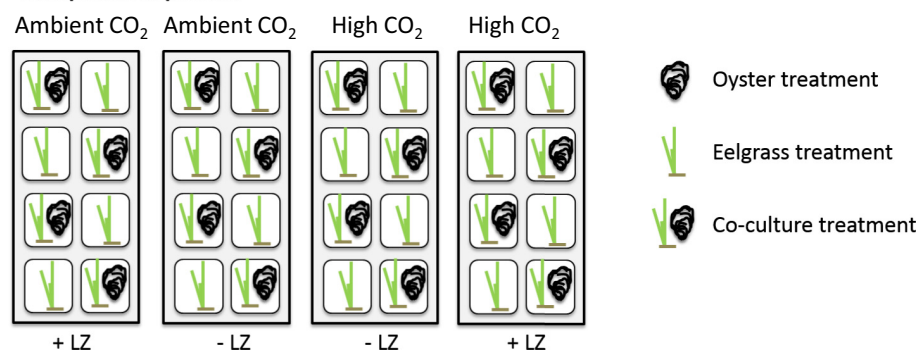 Ambient CO₂ Ambient CO₂ High CO₂ High CO₂
Oyster treatment
Eelgrass treatment
Co-culture treatment
+ LZ - LZ - LZ + LZ